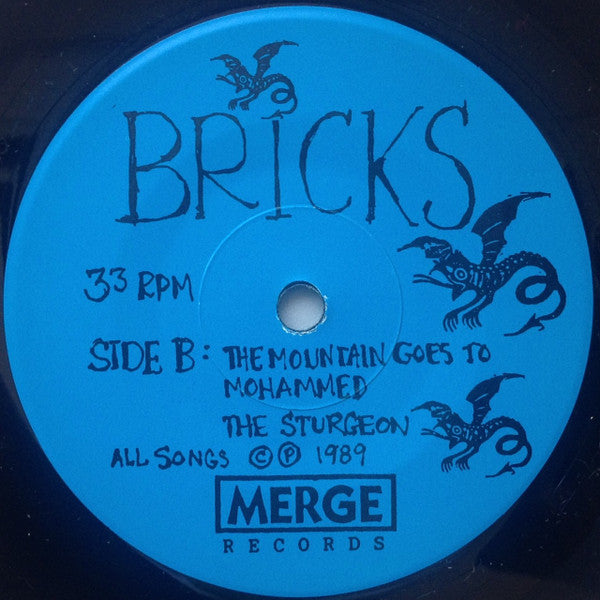 BRICKS
33 RPM
SIDE B: THE MOUNTAIN GOES TO
MOHAMMED
THE STURGEON
ALL SONGS © ℗ 1989
MERGE
RECORDS